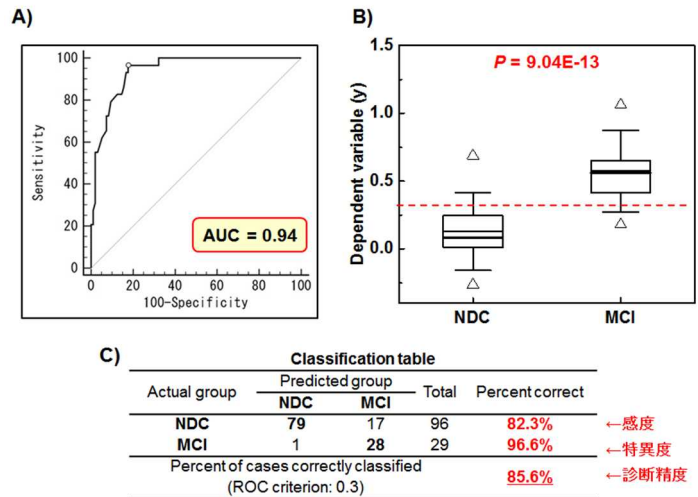 A)
100
80
60
40
20
0
Sensitivity
AUC = 0.94
0 20 40 60 80 100
100-Specificity
B)
P = 9.04E-13
1.5
1.0
0.5
0.0
Dependent variable (y)
NDC MCI
C)
Classification table
Actual group Predicted group Total Percent correct
NDC MCI
NDC 79 17 96 82.3% ←感度
MCI 1 28 29 96.6% ←特異度
Percent of cases correctly classified
(ROC criterion: 0.3) 85.6% ←診断精度